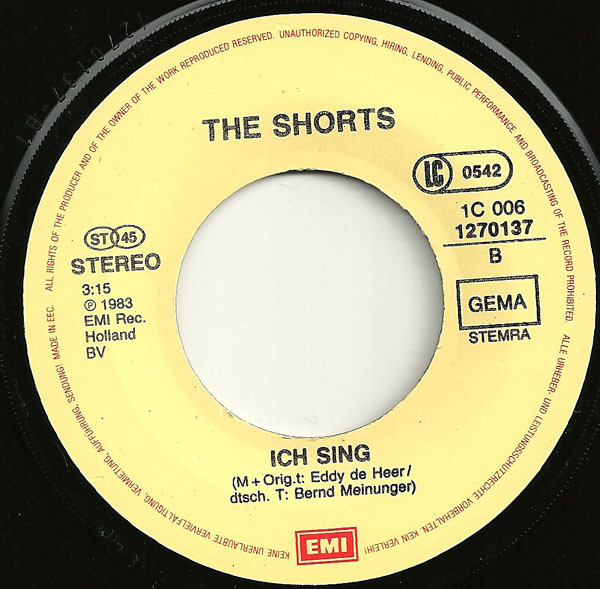 THE SHORTS
LC 0542
1C 006
1270137
B
GEMA
STEMRA
ST 45
STEREO
3:15
℗ 1983
EMI Rec.
Holland
BV
ICH SING
(M + Orig.t: Eddy de Heer/
dtsch. T: Bernd Meinunger)
EMI
MADE IN EEC. ALL RIGHTS OF THE PRODUCER AND OF THE OWNER OF THE WORK REPRODUCED RESERVED. UNAUTHORIZED COPYING, HIRING, LENDING, PUBLIC PERFORMANCE AND BROADCASTING OF THE RECORD PROHIBITED. ALLE URHEBER- UND LEISTUNGSSCHUTZRECHTE VORBEHALTEN. KEIN VERLEIH! KEINE UNERLAUBTE VERVIELFÄLTIGUNG, VERMIETUNG, AUFFÜHRUNG, SENDUNG!